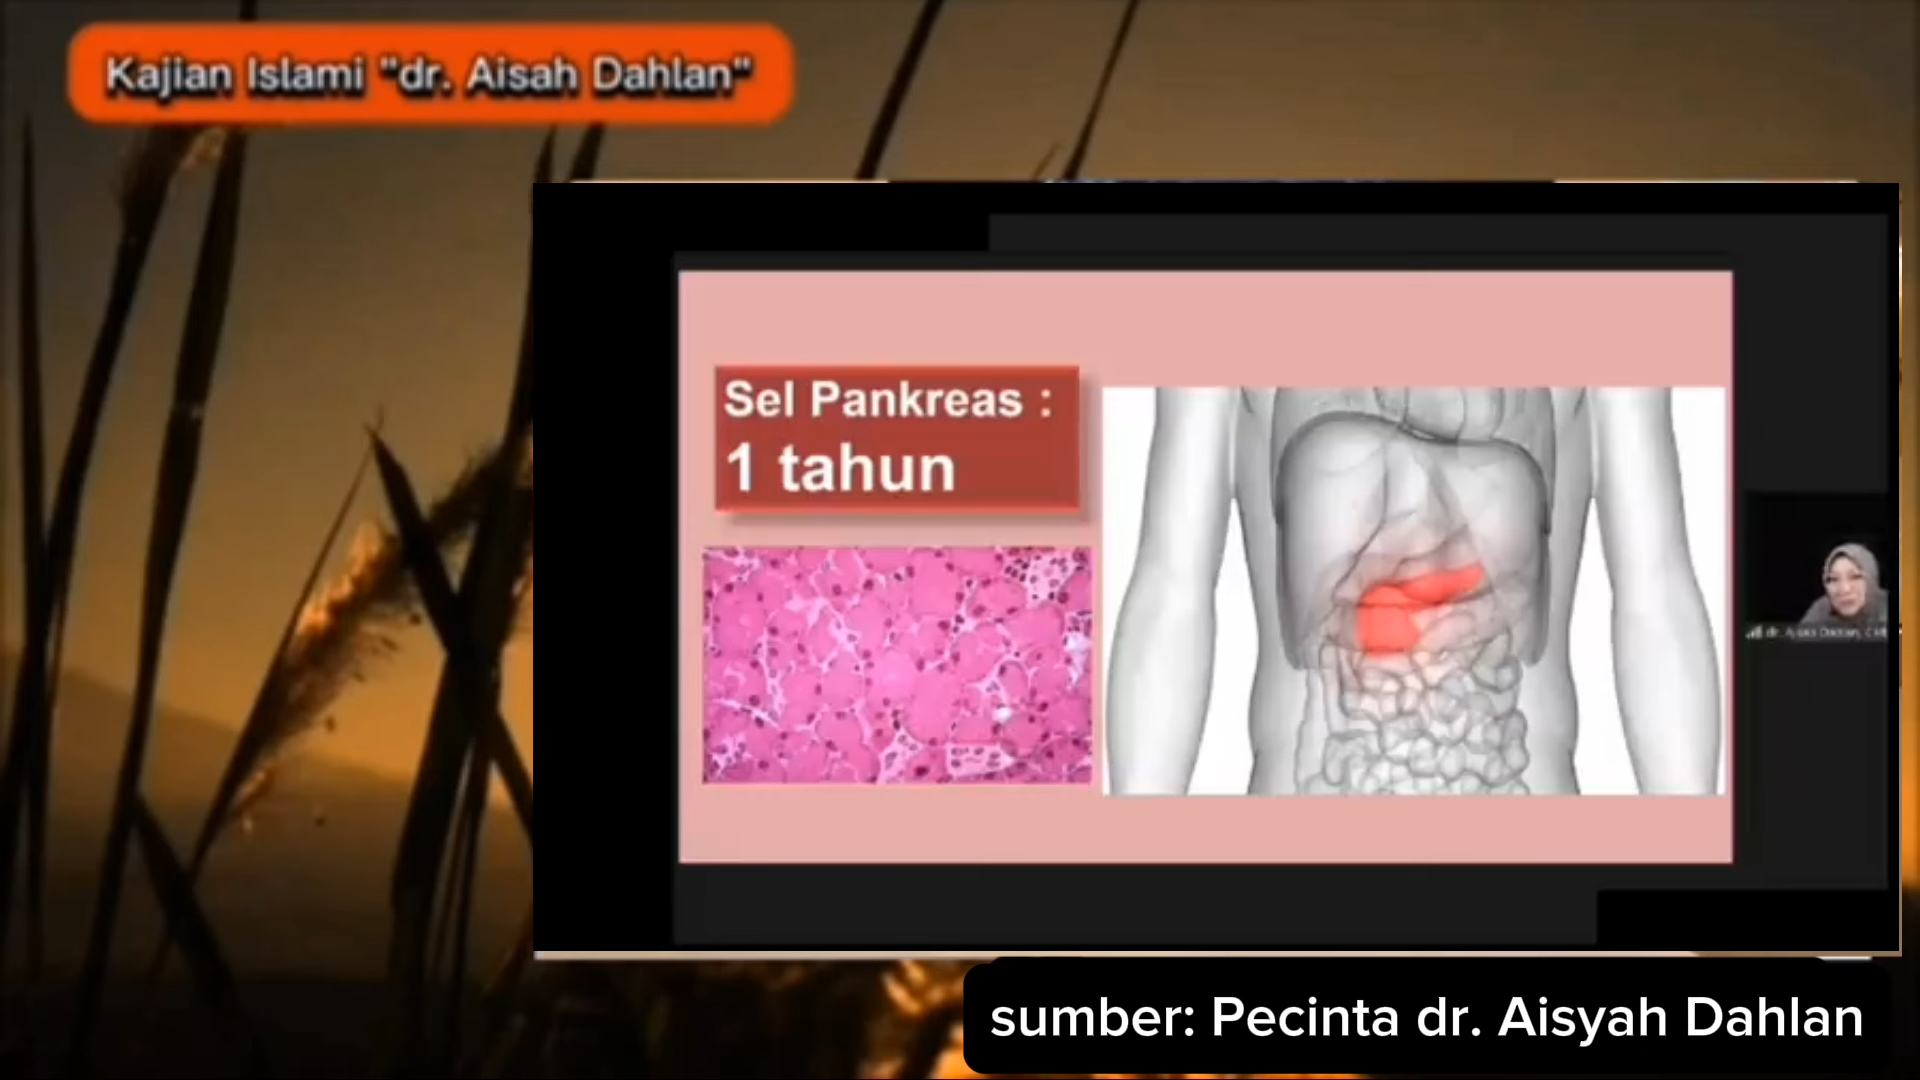 Kajian Islami "dr. Aisah Dahlan"
Sel Pankreas :
1 tahun
sumber: Pecinta dr. Aisyah Dahlan